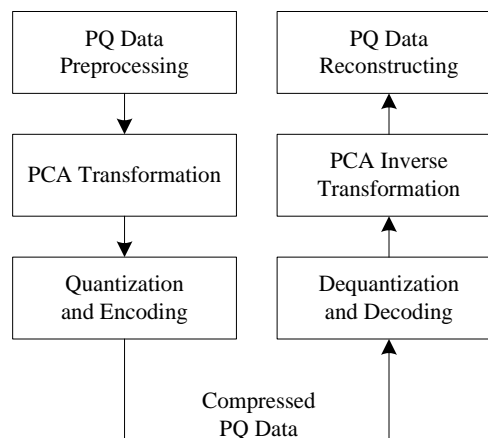 PQ Data
Preprocessing
PCA Transformation
Quantization
and Encoding
PQ Data
Reconstructing
PCA Inverse
Transformation
Dequantization
and Decoding
Compressed
PQ Data